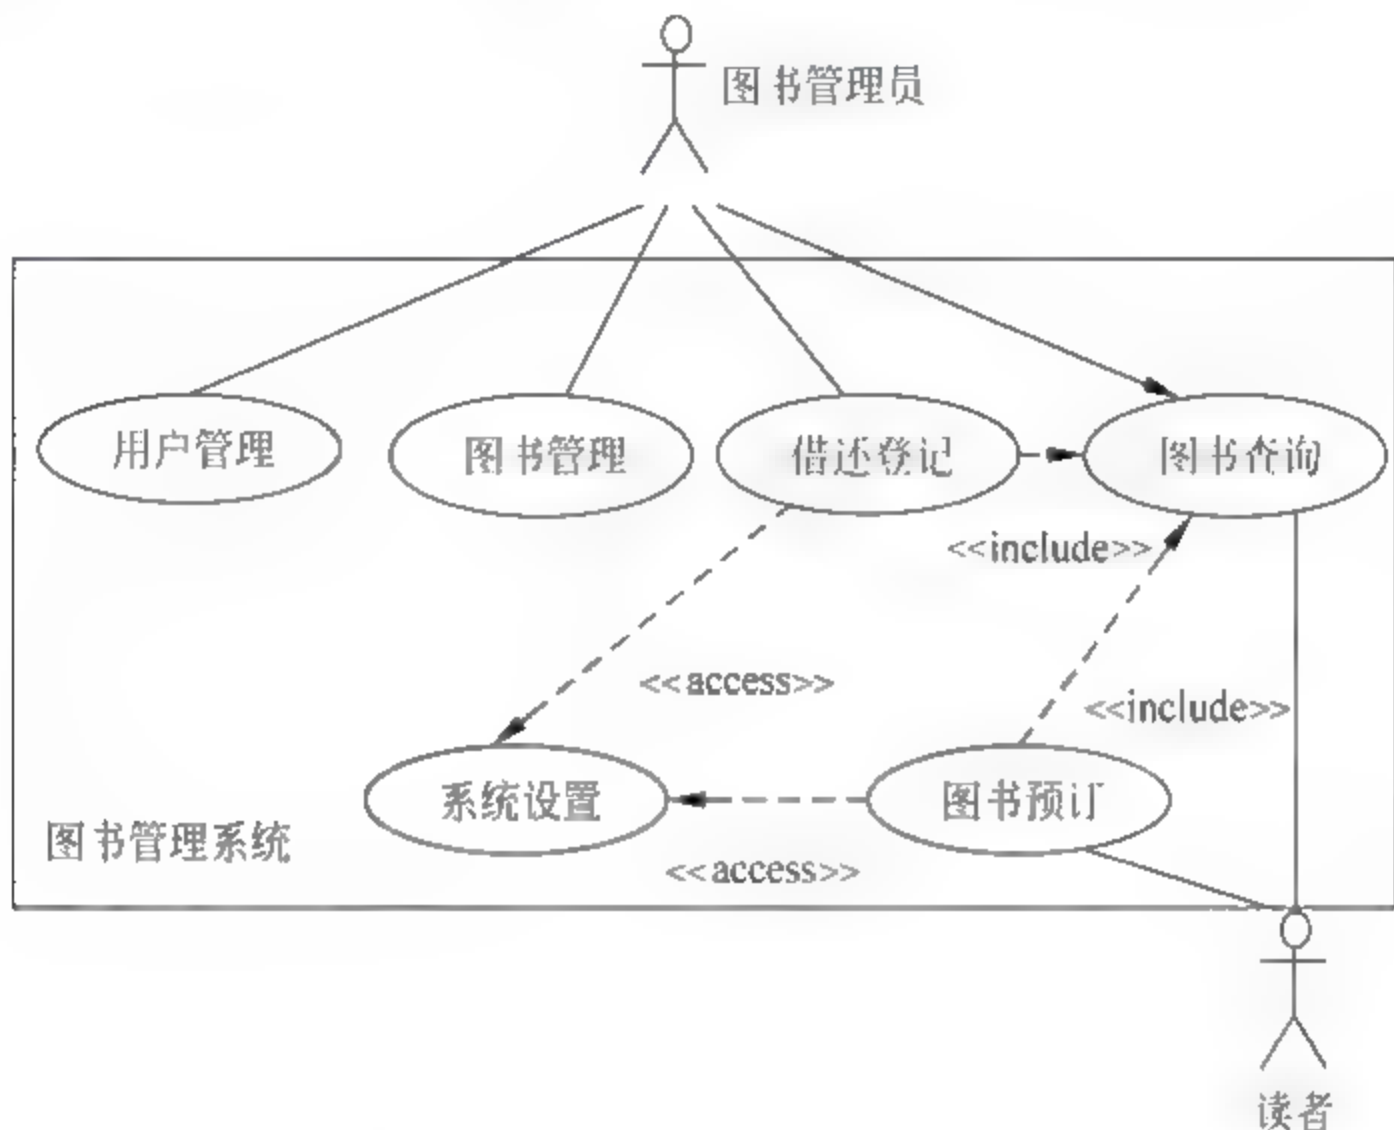 图书管理员
用户管理
图书管理
借还登记
图书查询
<<include>>
<<access>>
<<include>>
系统设置
图书预订
图书管理系统
<<access>>
读者